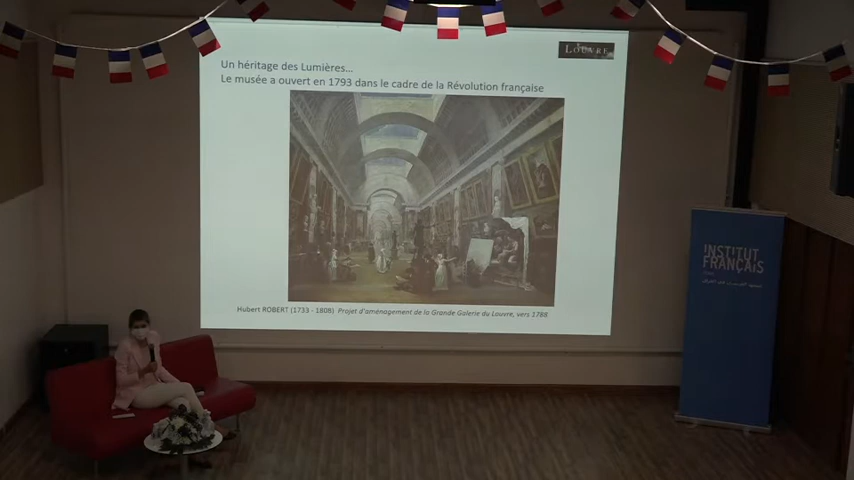 LOUVRE
Un héritage des Lumières...
Le musée a ouvert en 1793 dans le cadre de la Révolution française
Hubert ROBERT (1733 - 1808) Projet d'aménagement de la Grande Galerie du Louvre, vers 1788
INSTITUT
FRANÇAIS